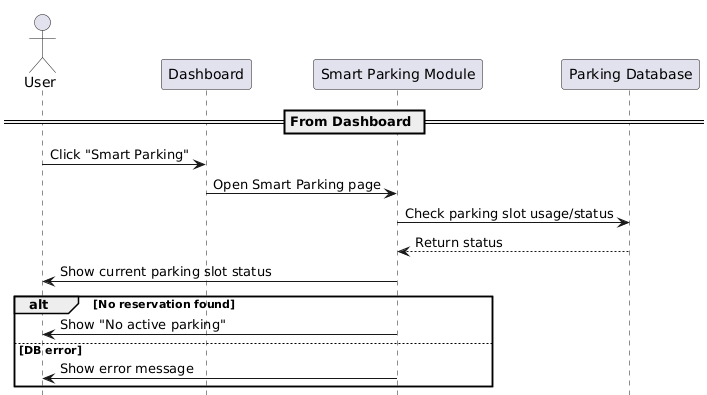 User
Dashboard
Smart Parking Module
Parking Database
From Dashboard
Click "Smart Parking"
Open Smart Parking page
Check parking slot usage/status
Return status
Show current parking slot status
alt [No reservation found]
Show "No active parking"
[DB error]
Show error message